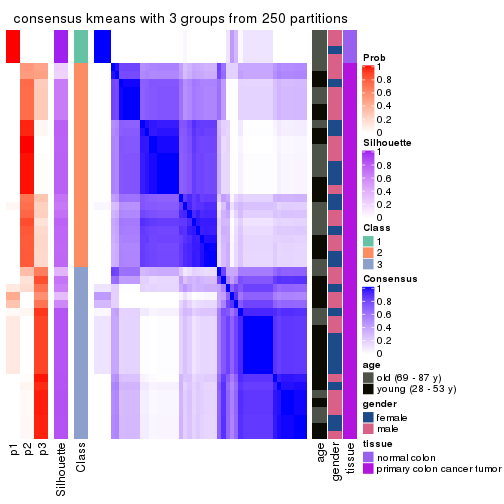 consensus kmeans with 3 groups from 250 partitions
Prob
1
0.8
0.6
0.4
0.2
0
Silhouette
1
0.8
0.6
0.4
0.2
0
Class
1
2
3
Consensus
1
0.8
0.6
0.4
0.2
0
age
old (69 - 87 y)
young (28 - 53 y)
gender
female
male
tissue
normal colon
primary colon cancer tumor
p1
p2
p3
Silhouette
Class
age
gender
tissue